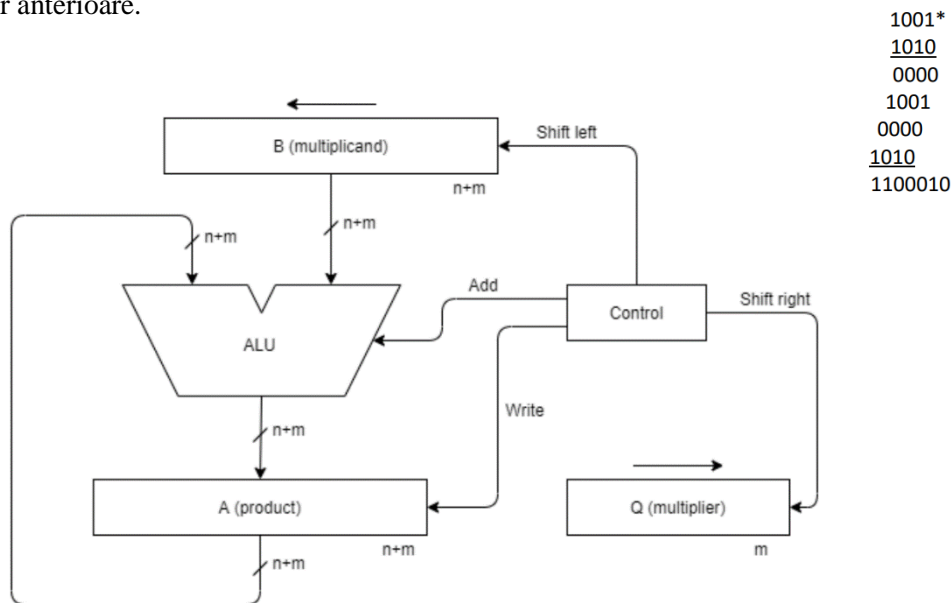 r anterioare.
1001*
1010
0000
1001
0000
1010
1100010
B (multiplicand)
Shift left
n+m
n+m
n+m
Add
Shift right
Control
ALU
Write
n+m
A (product)
Q (multiplier)
n+m
m
n+m